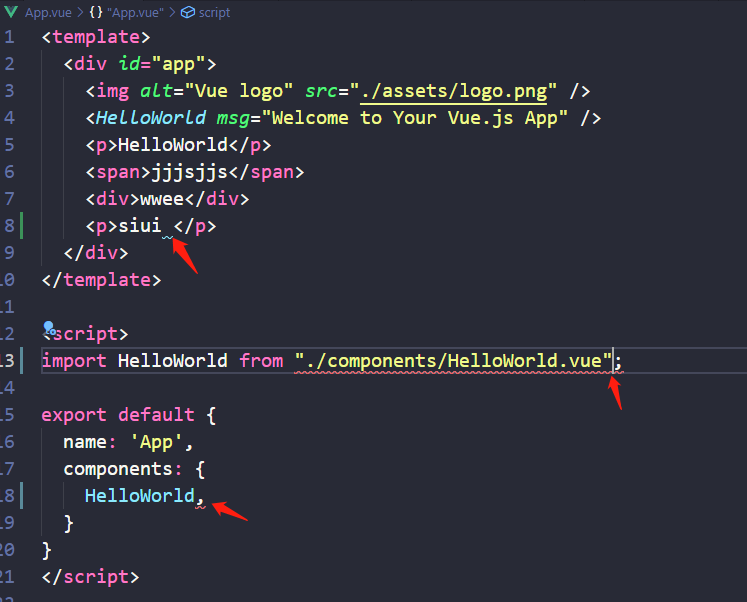 App.vue > {} "App.vue" > script
1 <template>
2 <div id="app">
3 <img alt="Vue logo" src="./assets/logo.png" />
4 <HelloWorld msg="Welcome to Your Vue.js App" />
5 <p>HelloWorld</p>
6 <span>jjjsjjs</span>
7 <div>wwee</div>
8 <p>siui </p>
9 </div>
10 </template>
11
12 <script>
13 import HelloWorld from "./components/HelloWorld.vue";
14
15 export default {
16 name: 'App',
17 components: {
18 HelloWorld,
19 }
20 }
21 </script>